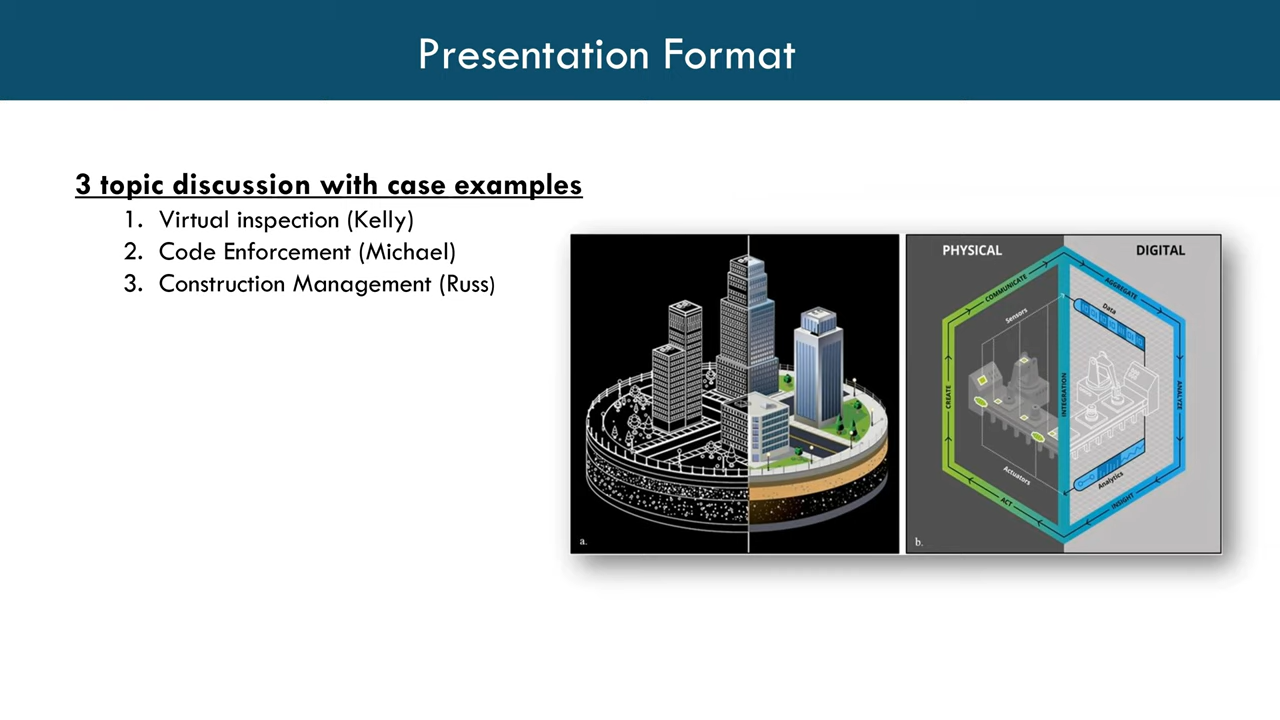 Presentation Format
3 topic discussion with case examples
1. Virtual inspection (Kelly)
2. Code Enforcement (Michael)
3. Construction Management (Russ)
a.
PHYSICAL
DIGITAL
COMMUNICATE
AGGREGATE
Sensors
Data
CREATE
INTEGRATION
ANALYZE
Actuators
Analytics
ACT
INSIGHT
b.